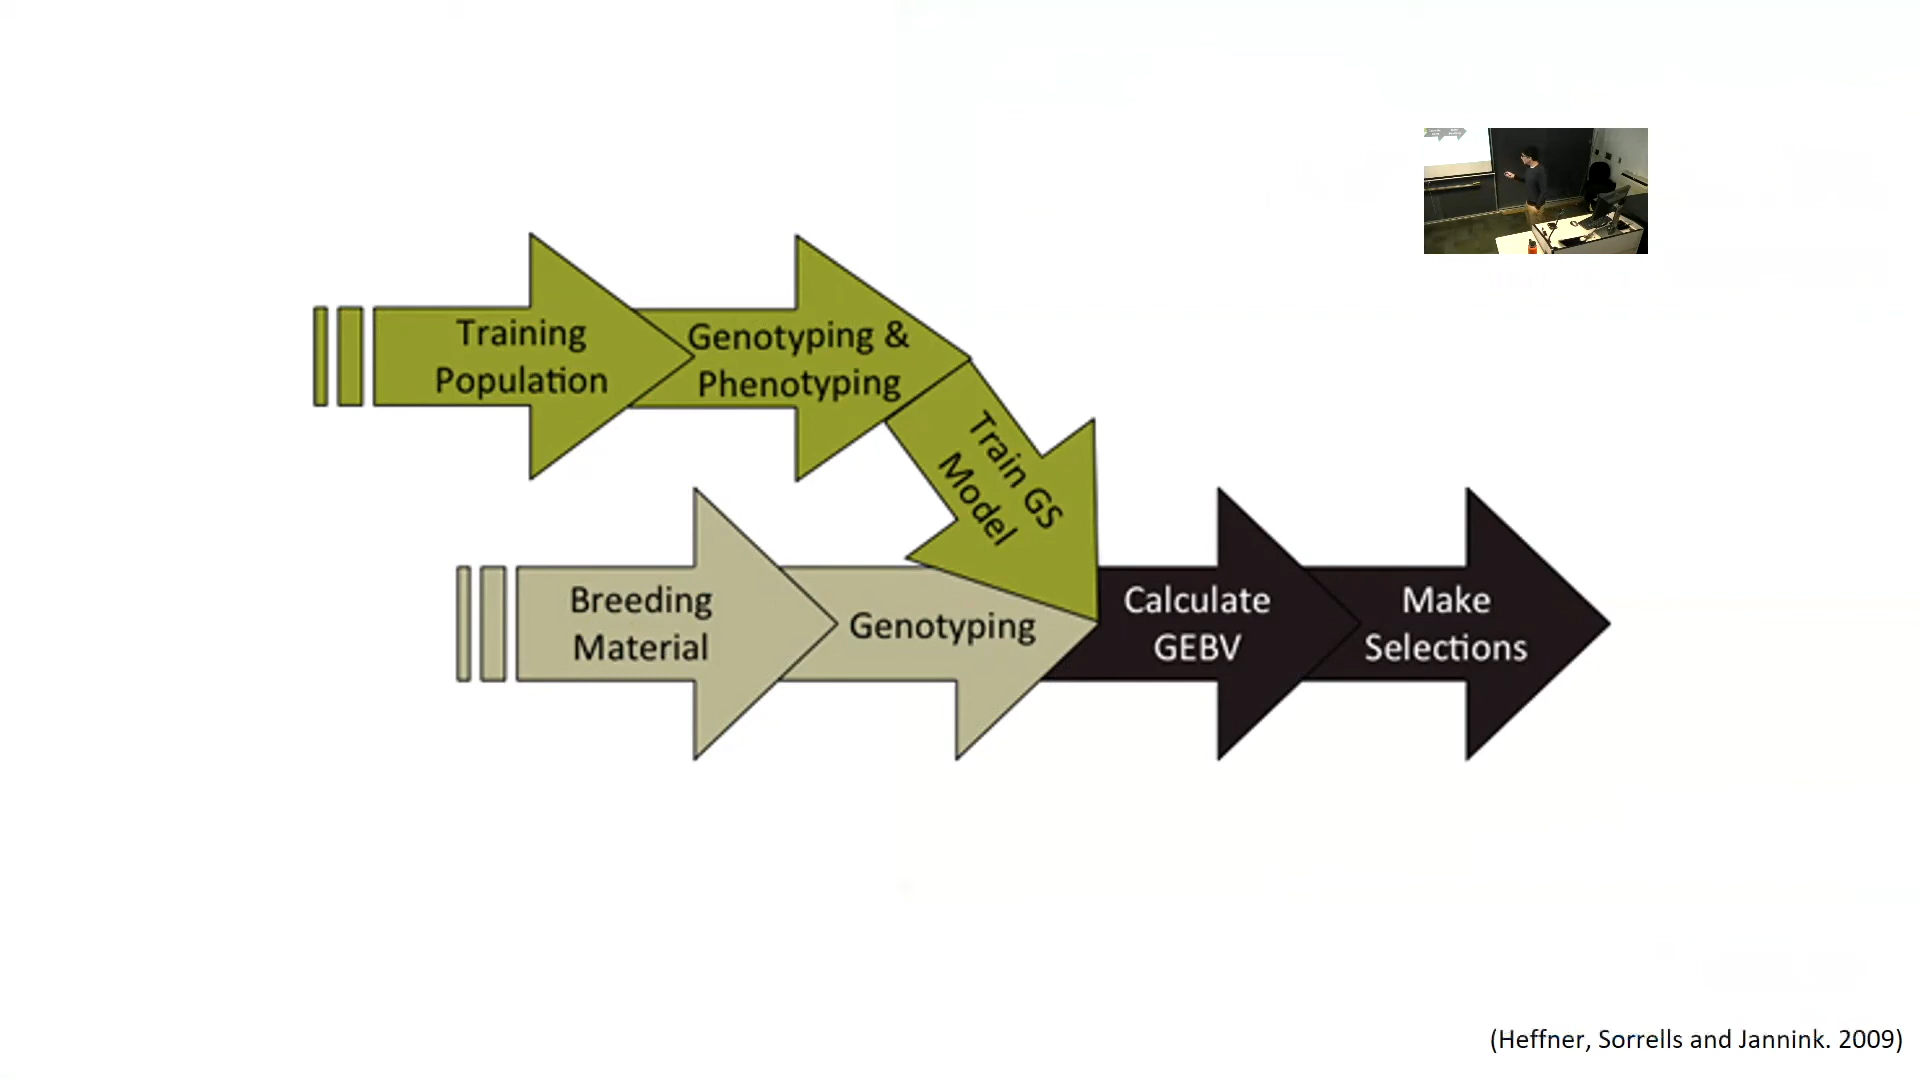 Training
Population
Genotyping &
Phenotyping
Train GS
Model
Breeding
Material
Genotyping
Calculate
GEBV
Make
Selections
(Heffner, Sorrells and Jannink. 2009)